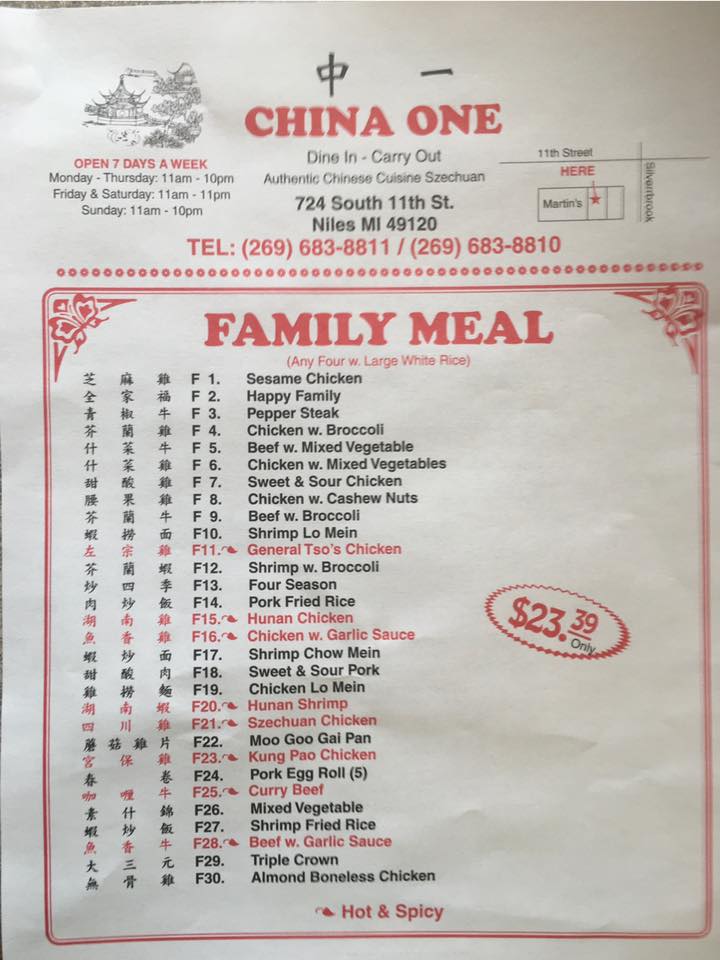 中 一
CHINA ONE
Dine In - Carry Out
Authentic Chinese Cuisine Szechuan
724 South 11th St.
Niles MI 49120
OPEN 7 DAYS A WEEK
Monday - Thursday: 11am - 10pm
Friday & Saturday: 11am - 11pm
Sunday: 11am - 10pm
11th Street
HERE
Martin's
Silverbrook
TEL: (269) 683-8811 / (269) 683-8810
FAMILY MEAL
(Any Four w. Large White Rice)
芝 麻 雞 F 1. Sesame Chicken
全 家 福 F 2. Happy Family
青 椒 牛 F 3. Pepper Steak
芥 蘭 雞 F 4. Chicken w. Broccoli
什 菜 牛 F 5. Beef w. Mixed Vegetable
什 菜 雞 F 6. Chicken w. Mixed Vegetables
甜 酸 雞 F 7. Sweet & Sour Chicken
腰 果 雞 F 8. Chicken w. Cashew Nuts
芥 蘭 牛 F 9. Beef w. Broccoli
蝦 撈 面 F10. Shrimp Lo Mein
左 宗 雞 F11. General Tso's Chicken
芥 蘭 蝦 F12. Shrimp w. Broccoli
炒 四 季 F13. Four Season
肉 炒 飯 F14. Pork Fried Rice
湖 南 雞 F15. Hunan Chicken
魚 香 雞 F16. Chicken w. Garlic Sauce
蝦 炒 面 F17. Shrimp Chow Mein
甜 酸 肉 F18. Sweet & Sour Pork
雞 撈 麵 F19. Chicken Lo Mein
湖 南 蝦 F20. Hunan Shrimp
四 川 雞 F21. Szechuan Chicken
蘑 菇 雞 片 F22. Moo Goo Gai Pan
宮 保 雞 F23. Kung Pao Chicken
春 卷 F24. Pork Egg Roll (5)
咖 喱 牛 F25. Curry Beef
素 什 錦 F26. Mixed Vegetable
蝦 炒 飯 F27. Shrimp Fried Rice
魚 香 牛 F28. Beef w. Garlic Sauce
大 三 元 F29. Triple Crown
無 骨 雞 F30. Almond Boneless Chicken
$23.39
Only
Hot & Spicy